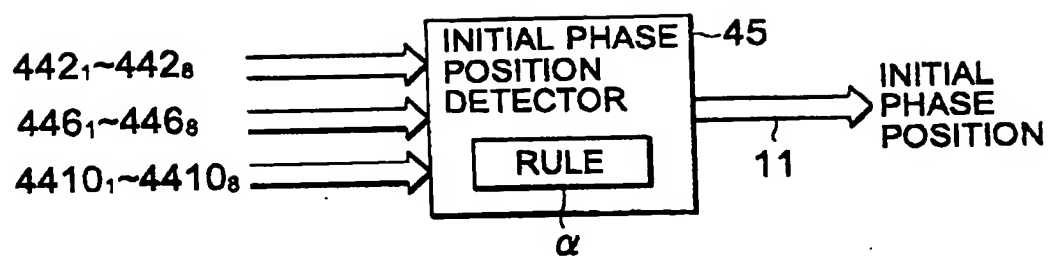 442₁~442₈
446₁~446₈
4410₁~4410₈
INITIAL PHASE
POSITION
DETECTOR
RULE
α
45
11
INITIAL
PHASE
POSITION